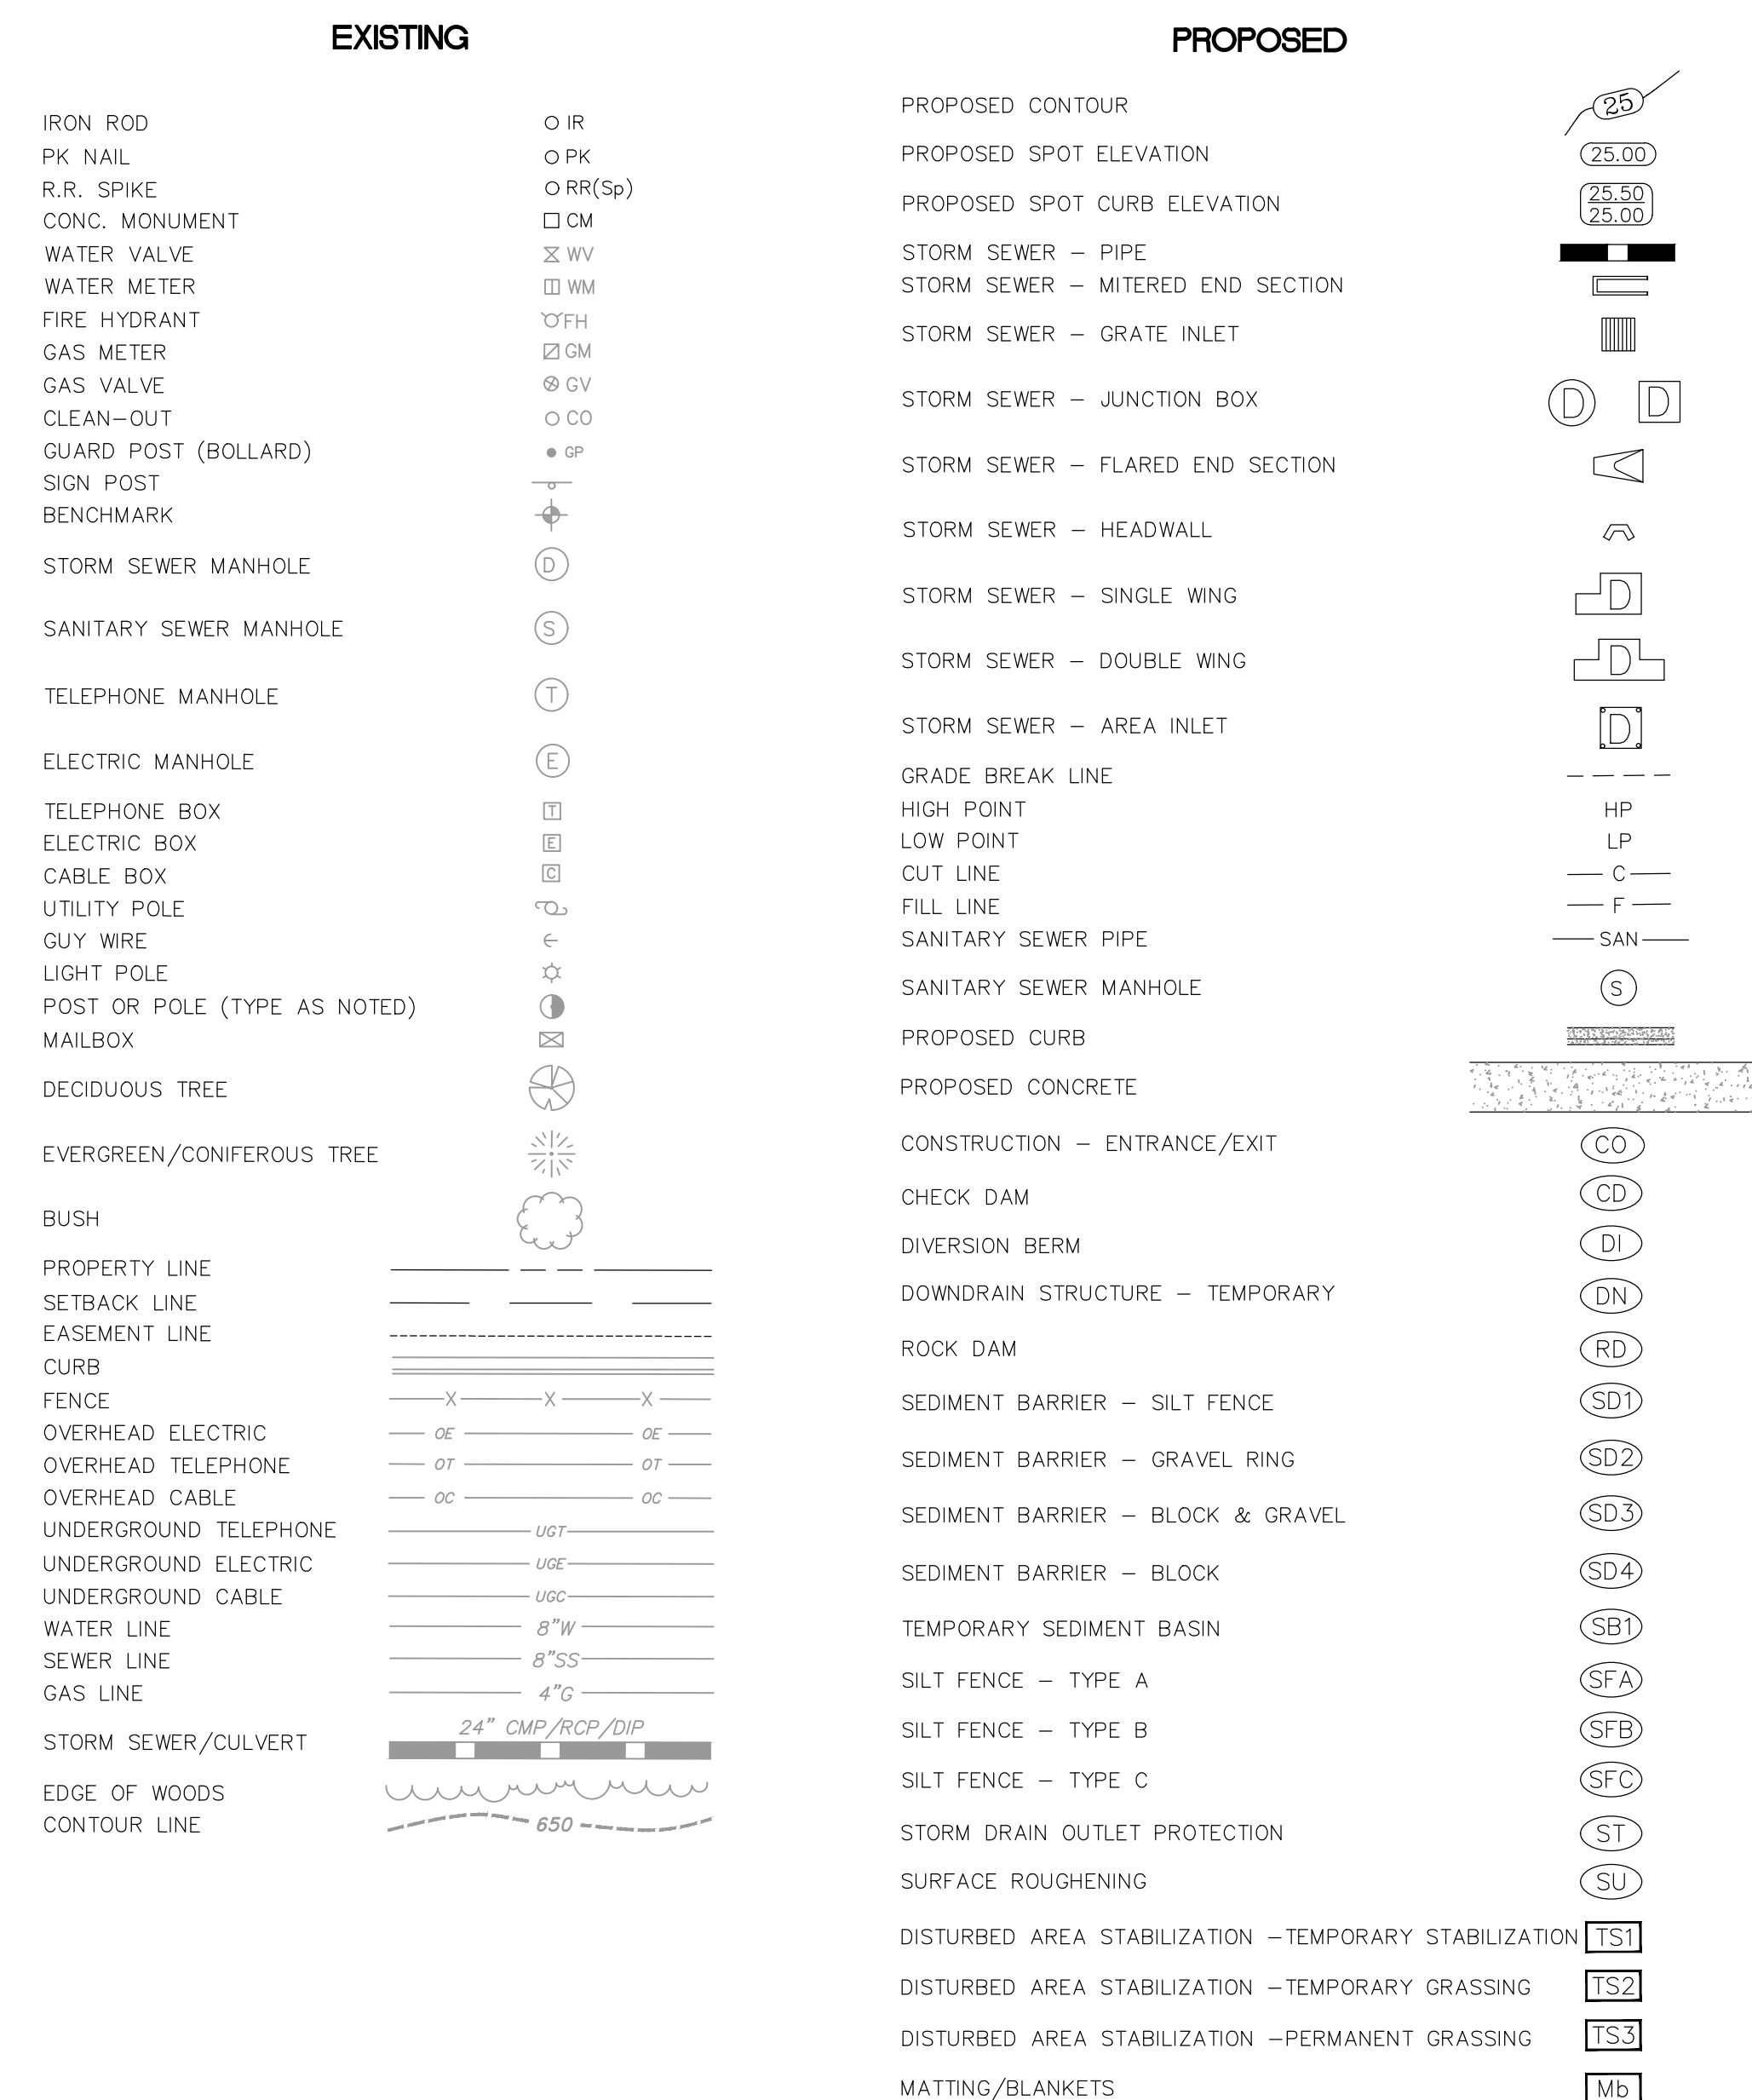 EXISTING
IRON ROD IR
PK NAIL PK
R.R. SPIKE RR(Sp)
CONC. MONUMENT CM
WATER VALVE WV
WATER METER WM
FIRE HYDRANT FH
GAS METER GM
GAS VALVE GV
CLEAN-OUT CO
GUARD POST (BOLLARD) GP
SIGN POST
BENCHMARK
STORM SEWER MANHOLE D
SANITARY SEWER MANHOLE S
TELEPHONE MANHOLE T
ELECTRIC MANHOLE E
TELEPHONE BOX T
ELECTRIC BOX E
CABLE BOX C
UTILITY POLE
GUY WIRE
LIGHT POLE
POST OR POLE (TYPE AS NOTED)
MAILBOX
DECIDUOUS TREE
EVERGREEN/CONIFEROUS TREE
BUSH
PROPERTY LINE
SETBACK LINE
EASEMENT LINE
CURB
FENCE X X X
OVERHEAD ELECTRIC OE OE
OVERHEAD TELEPHONE OT OT
OVERHEAD CABLE OC OC
UNDERGROUND TELEPHONE UGT
UNDERGROUND ELECTRIC UGE
UNDERGROUND CABLE UGC
WATER LINE 8"W
SEWER LINE 8"SS
GAS LINE 4"G
24" CMP/RCP/DIP
STORM SEWER/CULVERT
EDGE OF WOODS
CONTOUR LINE 650
PROPOSED
PROPOSED CONTOUR 25
PROPOSED SPOT ELEVATION 25.00
PROPOSED SPOT CURB ELEVATION 25.50
25.00
STORM SEWER – PIPE
STORM SEWER – MITERED END SECTION
STORM SEWER – GRATE INLET
STORM SEWER – JUNCTION BOX D D
STORM SEWER – FLARED END SECTION
STORM SEWER – HEADWALL
STORM SEWER – SINGLE WING D
STORM SEWER – DOUBLE WING D
STORM SEWER – AREA INLET D
GRADE BREAK LINE
HIGH POINT HP
LOW POINT LP
CUT LINE C
FILL LINE F
SANITARY SEWER PIPE SAN
SANITARY SEWER MANHOLE S
PROPOSED CURB
PROPOSED CONCRETE
CONSTRUCTION – ENTRANCE/EXIT CO
CHECK DAM CD
DIVERSION BERM DI
DOWNDRAIN STRUCTURE – TEMPORARY DN
ROCK DAM RD
SEDIMENT BARRIER – SILT FENCE SD1
SEDIMENT BARRIER – GRAVEL RING SD2
SEDIMENT BARRIER – BLOCK & GRAVEL SD3
SEDIMENT BARRIER – BLOCK SD4
TEMPORARY SEDIMENT BASIN SB1
SILT FENCE – TYPE A SFA
SILT FENCE – TYPE B SFB
SILT FENCE – TYPE C SFC
STORM DRAIN OUTLET PROTECTION ST
SURFACE ROUGHENING SU
DISTURBED AREA STABILIZATION –TEMPORARY STABILIZATION TS1
DISTURBED AREA STABILIZATION –TEMPORARY GRASSING TS2
DISTURBED AREA STABILIZATION –PERMANENT GRASSING TS3
MATTING/BLANKETS Mb